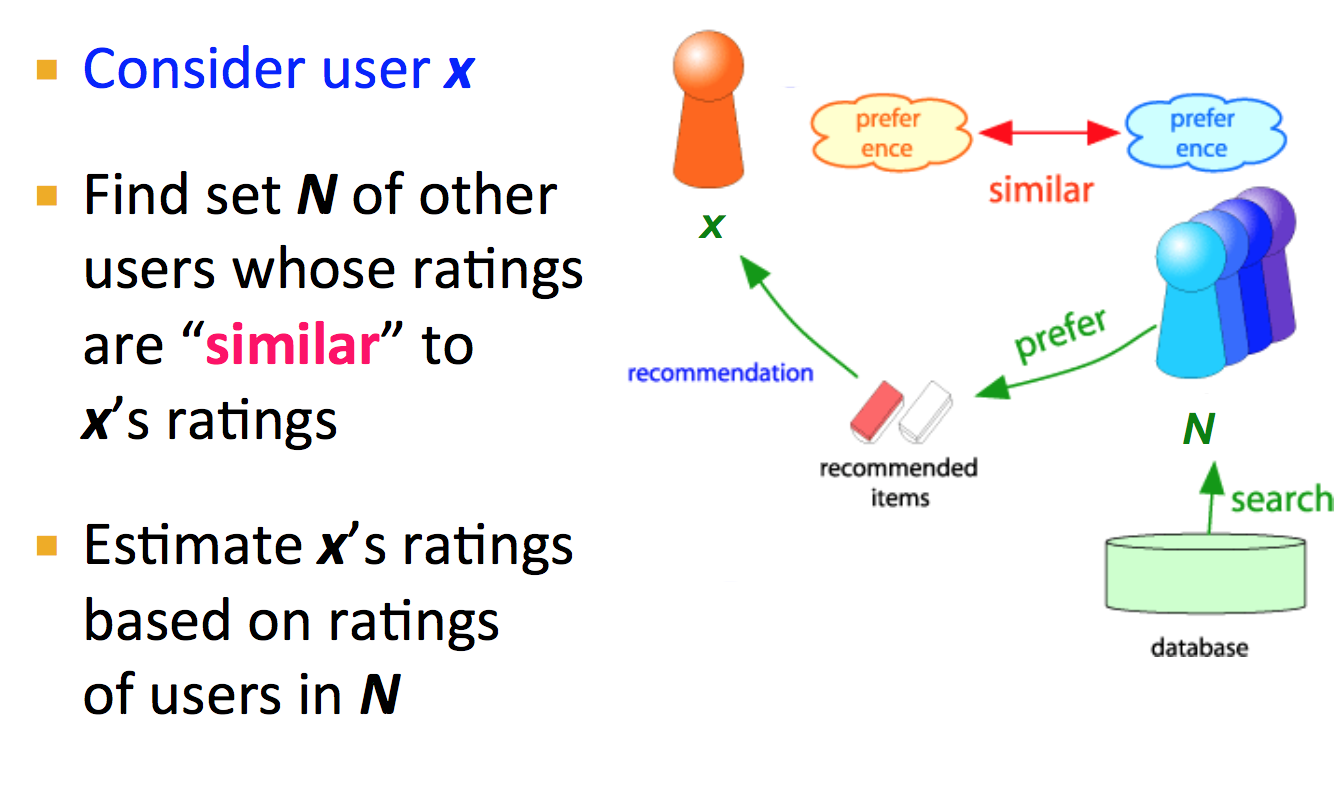 Consider user x
Find set N of other
users whose ratings
are “similar” to
x’s ratings
Estimate x’s ratings
based on ratings
of users in N
prefer
ence
prefer
ence
similar
x
prefer
recommendation
N
recommended
items
search
database